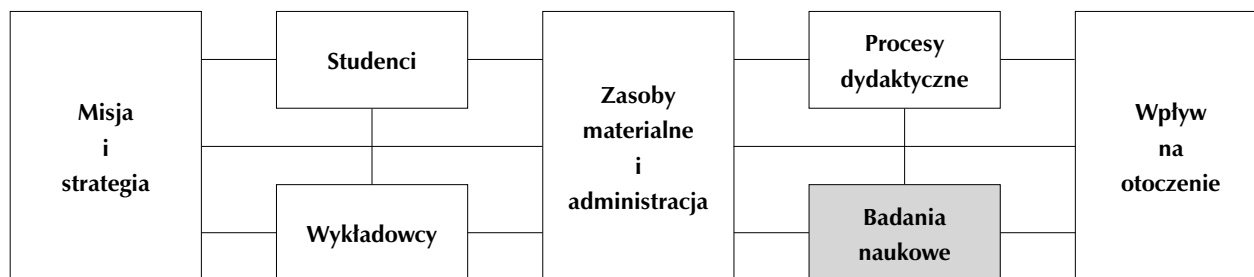 Misja
i
strategia
Studenci
Wykładowcy
Zasoby
materialne
i
administracja
Procesy
dydaktyczne
Badania
naukowe
Wpływ
na
otoczenie